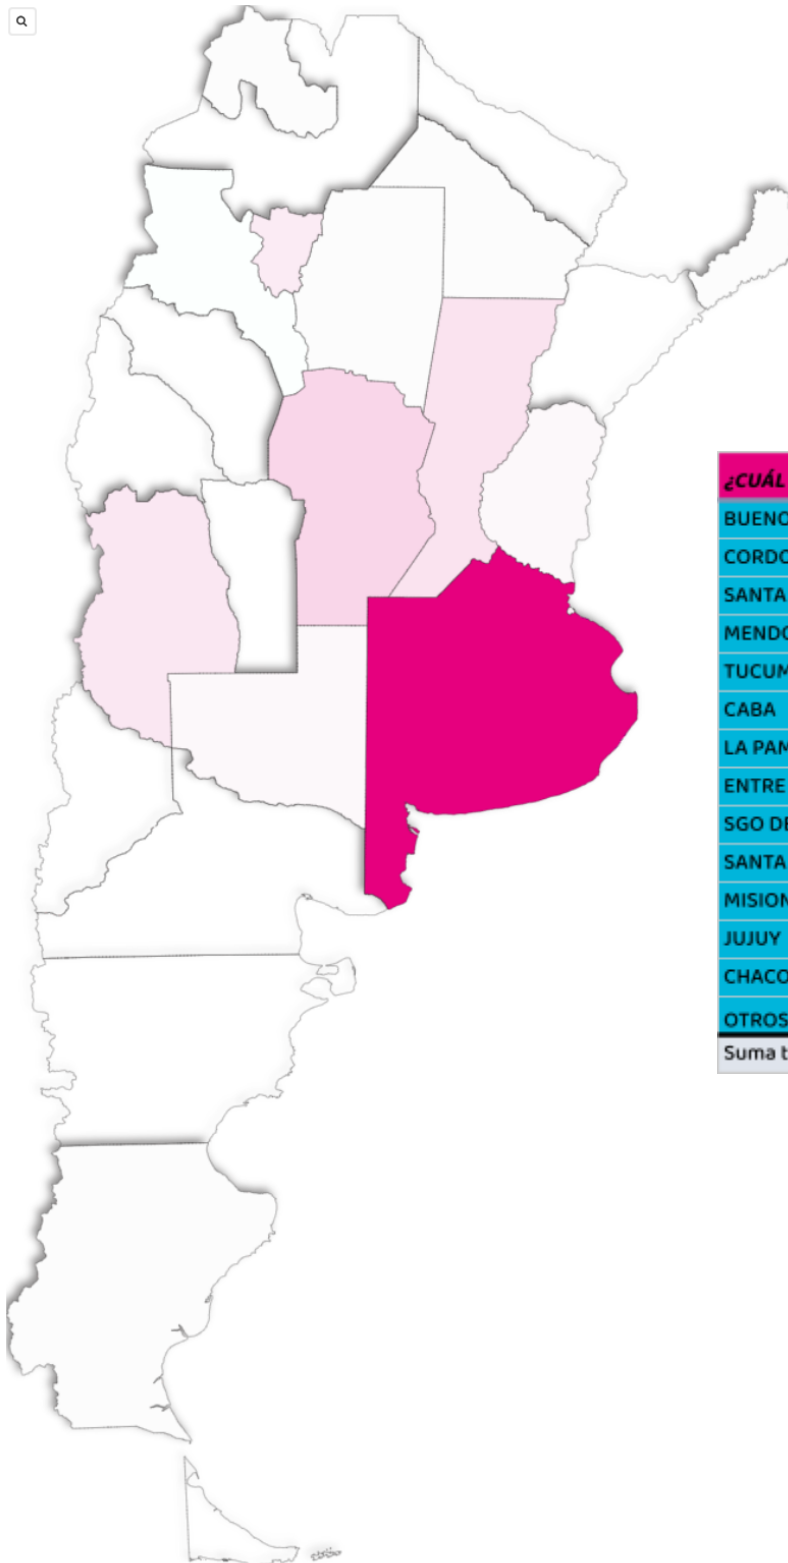 ¿CUÁL
BUENO
CORDO
SANTA
MENDO
TUCUM
CABA
LA PAM
ENTRE
SGO DE
SANTA
MISION
JUJUY
CHACO
OTROS
Suma t